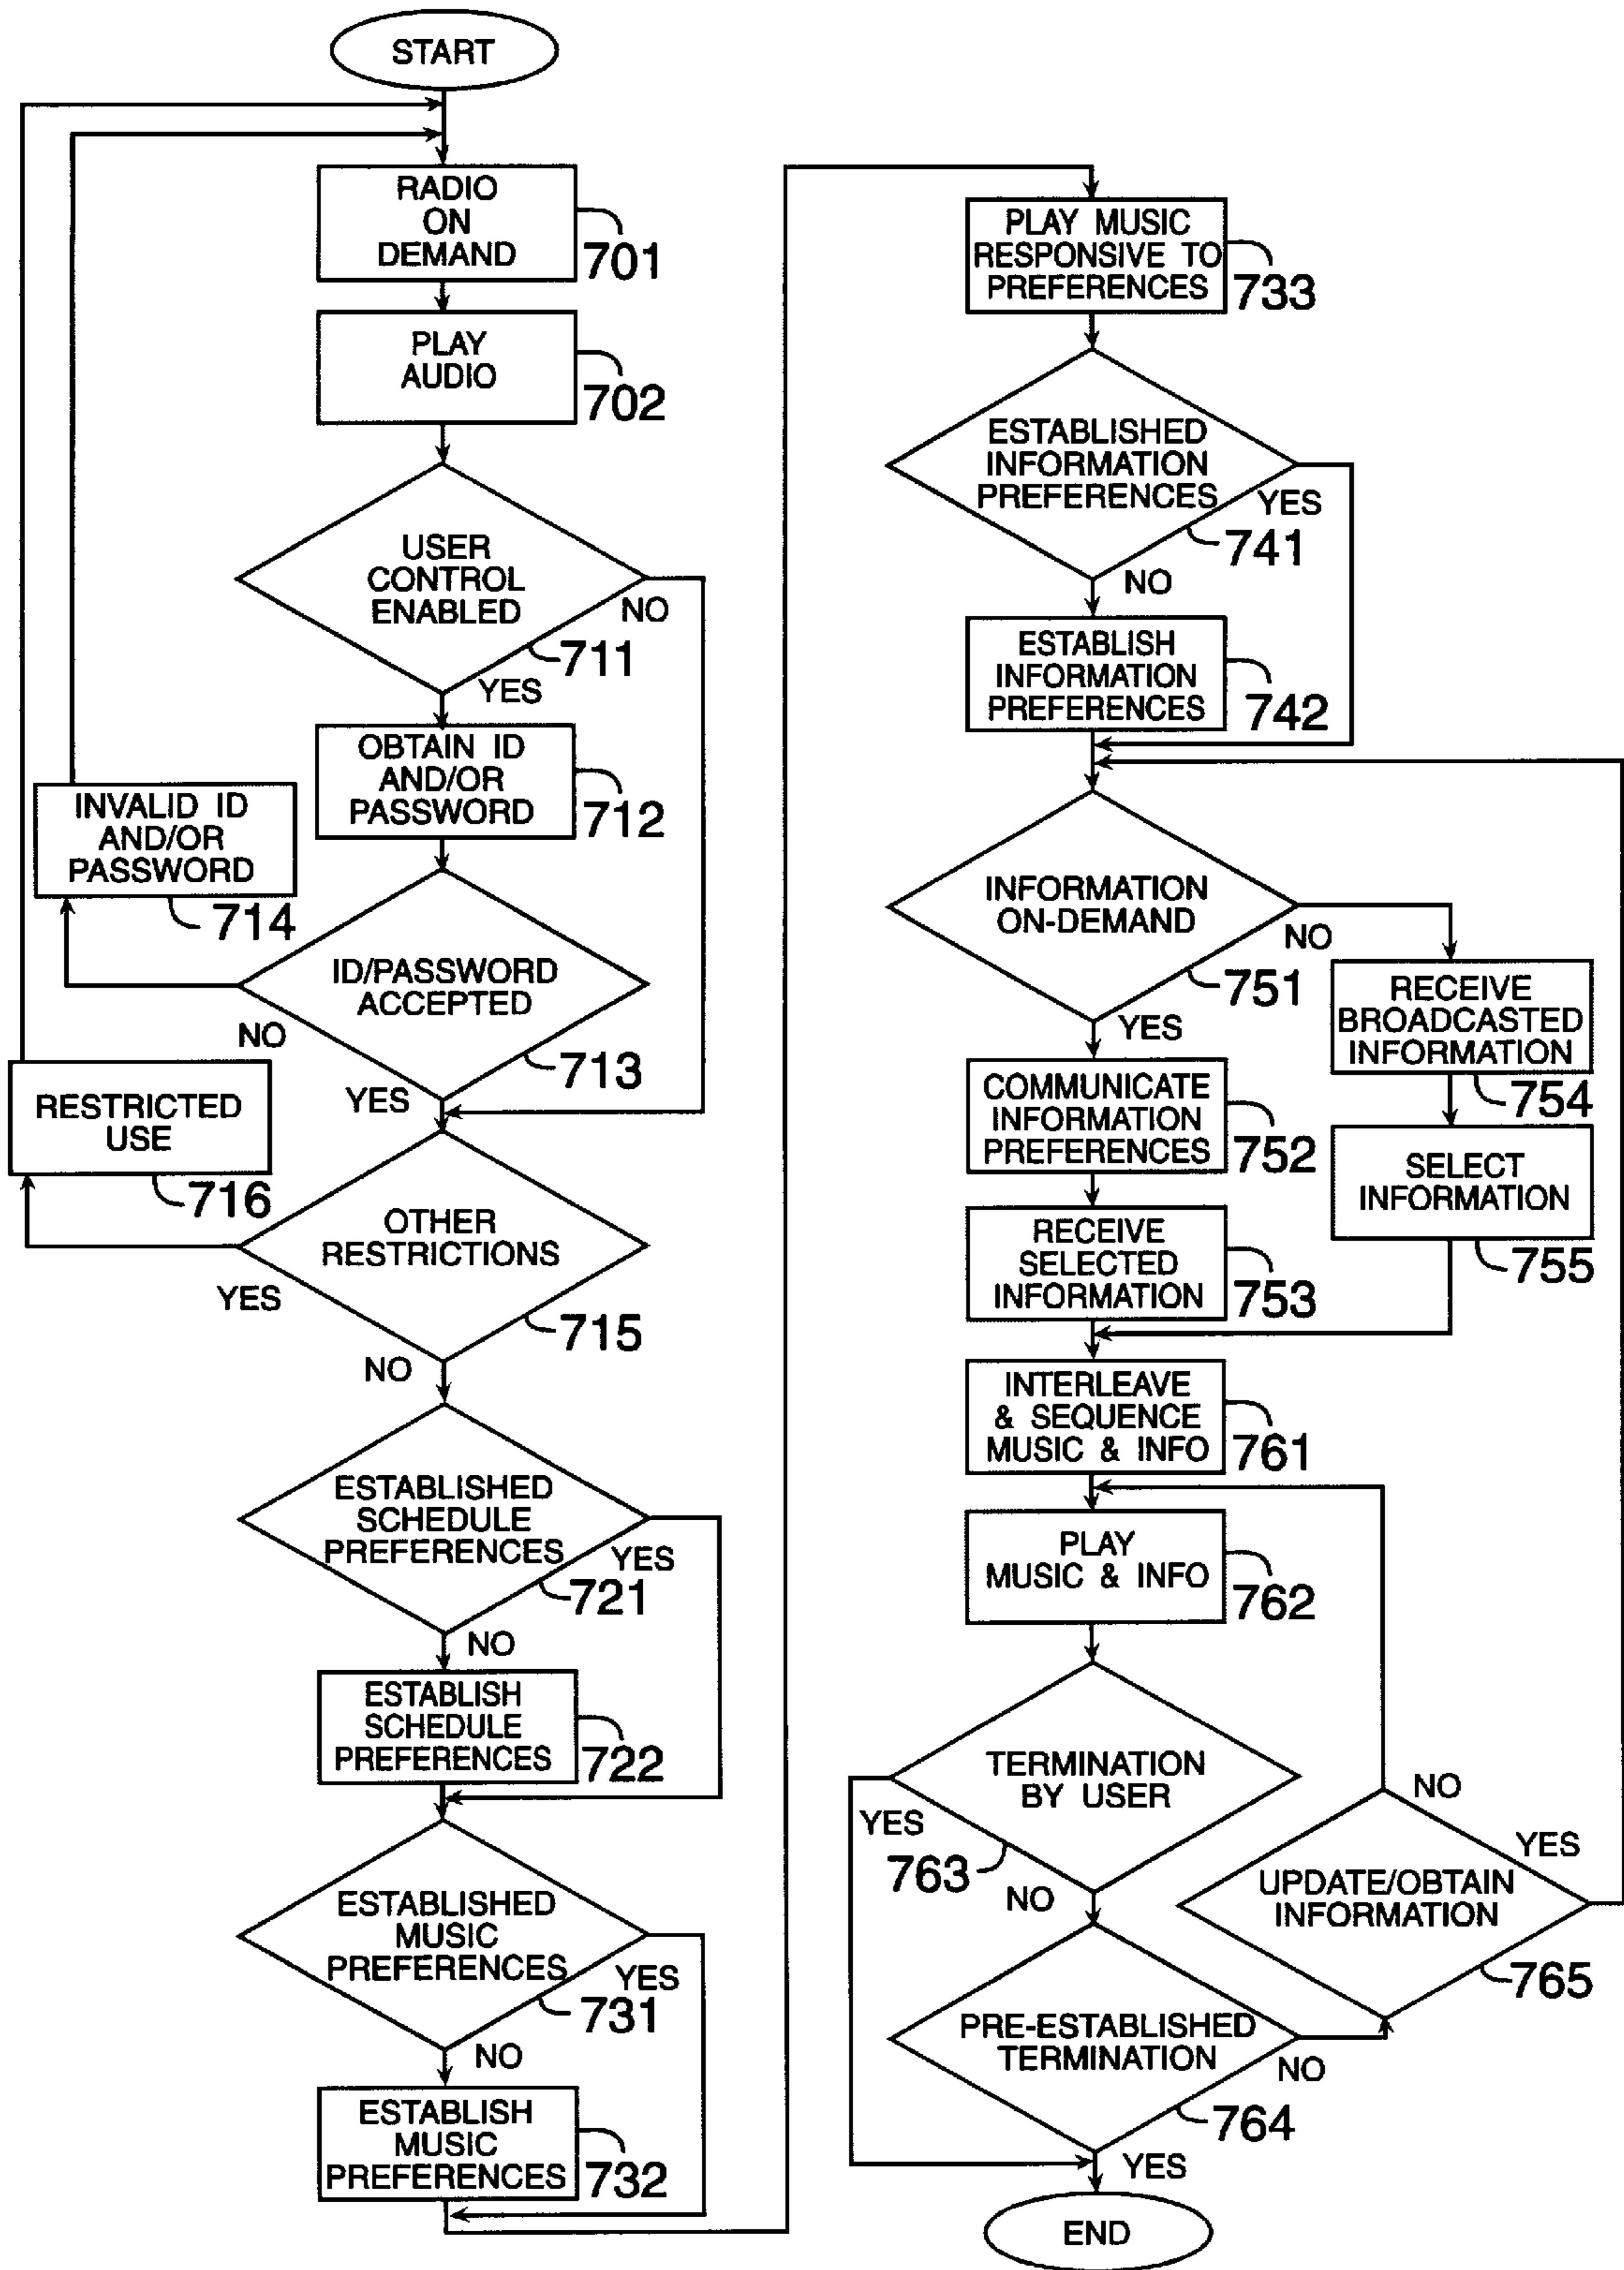 START
RADIO
ON
DEMAND
701
PLAY
AUDIO
702
USER
CONTROL
ENABLED
NO
711
YES
OBTAIN ID
AND/OR
PASSWORD
712
INVALID ID
AND/OR
PASSWORD
714
ID/PASSWORD
ACCEPTED
NO
713
YES
RESTRICTED
USE
716
OTHER
RESTRICTIONS
YES
715
NO
ESTABLISHED
SCHEDULE
PREFERENCES
YES
721
NO
ESTABLISH
SCHEDULE
PREFERENCES
722
ESTABLISHED
MUSIC
PREFERENCES
YES
731
NO
ESTABLISH
MUSIC
PREFERENCES
732
PLAY MUSIC
RESPONSIVE TO
PREFERENCES
733
ESTABLISHED
INFORMATION
PREFERENCES
YES
741
NO
ESTABLISH
INFORMATION
PREFERENCES
742
INFORMATION
ON-DEMAND
NO
751
YES
RECEIVE
BROADCASTED
INFORMATION
754
COMMUNICATE
INFORMATION
PREFERENCES
752
SELECT
INFORMATION
755
RECEIVE
SELECTED
INFORMATION
753
INTERLEAVE
& SEQUENCE
MUSIC & INFO
761
PLAY
MUSIC & INFO
762
TERMINATION
BY USER
YES
763
NO
NO
YES
UPDATE/OBTAIN
INFORMATION
765
PRE-ESTABLISHED
TERMINATION
NO
764
YES
END